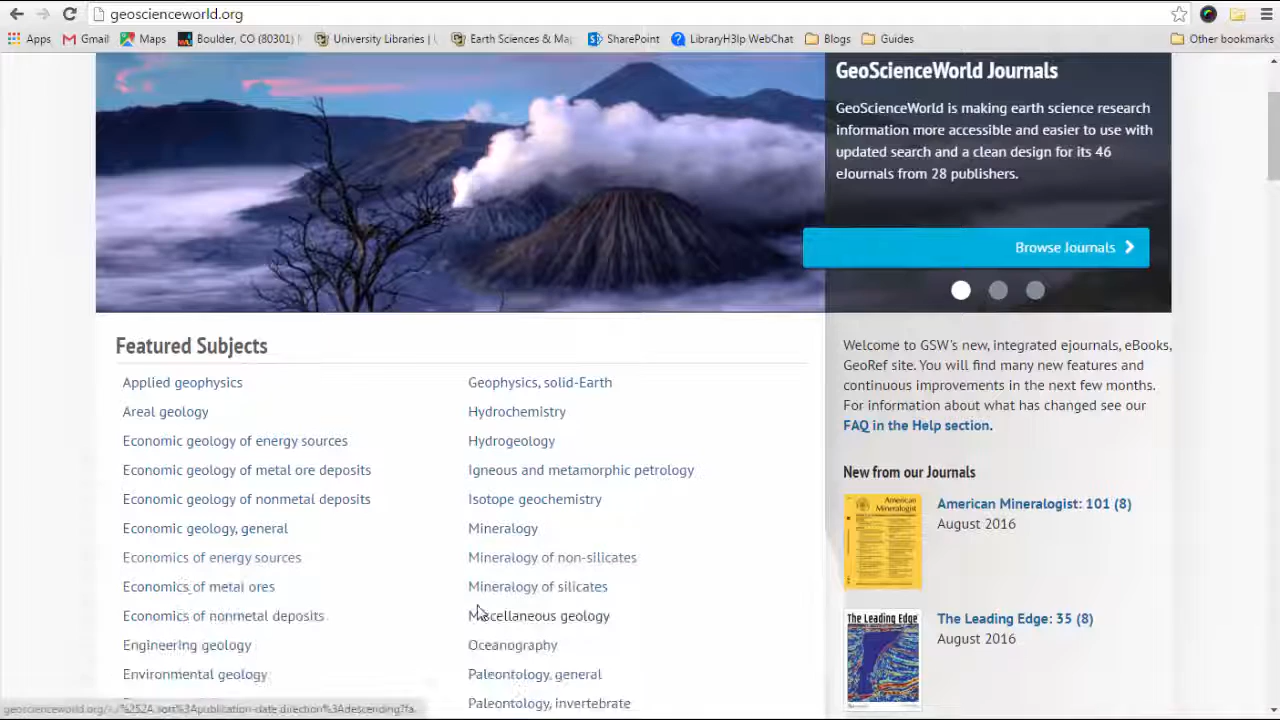 geoscienceworld.org
Apps Gmail Maps Boulder, CO (80301) University Libraries | Earth Sciences & Ma SharePoint LibraryH3lp-WebChat Blogs Guides Other bookmarks
GeoScienceWorld Journals
GeoScienceWorld is making earth science research
information more accessible and easier to use with
updated search and a clean design for its 46
eJournals from 28 publishers.
Browse Journals
Featured Subjects
Applied geophysics
Areal geology
Economic geology of energy sources
Economic geology of metal ore deposits
Economic geology of nonmetal deposits
Economic geology, general
Economics of energy sources
Economics of metal ores
Economics of nonmetal deposits
Engineering geology
Environmental geology
Geophysics, solid-Earth
Hydrochemistry
Hydrogeology
Igneous and metamorphic petrology
Isotope geochemistry
Mineralogy
Mineralogy of non-silicates
Mineralogy of silicates
Miscellaneous geology
Oceanography
Paleontology, general
Paleontology, invertebrate
Welcome to GSW's new, integrated ejournals, eBooks,
GeoRef site. You will find many new features and
continuous improvements in the next few months.
For information about what has changed see our
FAQ in the Help section.
New from our Journals
American Mineralogist
American Mineralogist: 101 (8)
August 2016
The Leading Edge
The Leading Edge: 35 (8)
August 2016